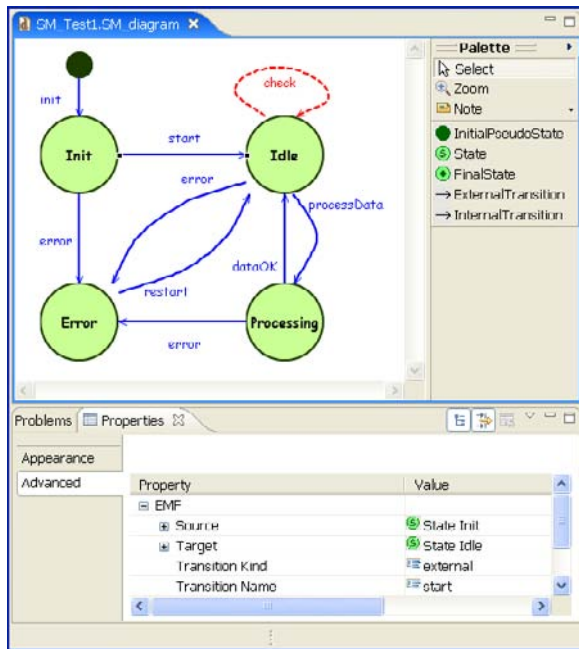 SM_Test1.SM_diagram
Palette
Select
Zoom
Note
InitialPseudoState
State
FinalState
ExternalTransition
InternalTransition
init
check
Init
start
Idle
error
processData
error
dataOK
restart
Error
Processing
error
Problems
Properties
Appearance
Advanced
Property Value
EMF
Source State Init
Target State Idle
Transition Kind external
Transition Name start